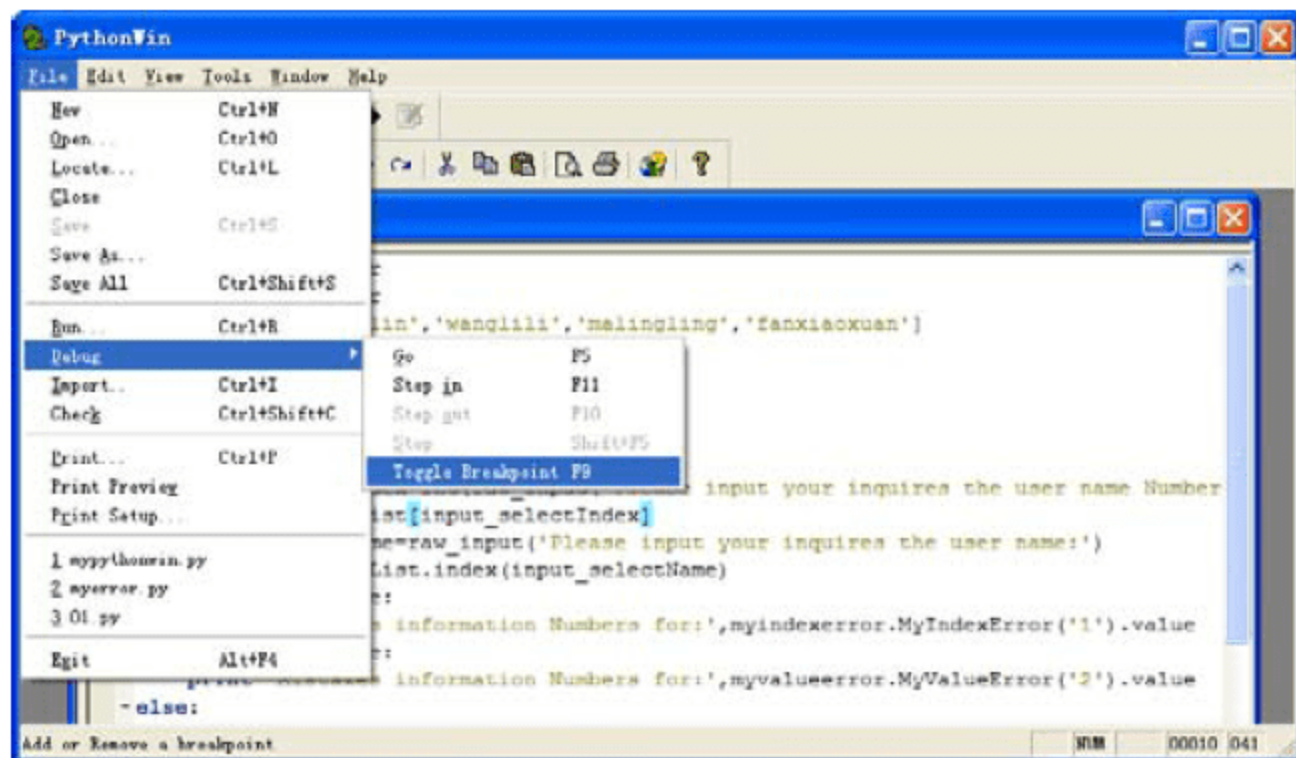 PythonWin
File Edit View Tools Window Help
New Ctrl+N
Open... Ctrl+O
Locate... Ctrl+L
Close
Save Ctrl+S
Save As...
Save All Ctrl+Shift+S
Run... Ctrl+R
Debug
Import.. Ctrl+I
Check Ctrl+Shift+C
Print... Ctrl+P
Print Preview
Print Setup...
1 mypythonwin.py
2 myerror.py
3 01.py
Exit Alt+F4
Go F5
Step in F11
Step out F10
Stop Shift+F5
Toggle Breakpoint F9
lin','wanglili','malingling','fanxiaoxuan']
input your inquires the user name Number
ist[input_selectIndex]
me=raw_input('Please input your inquires the user name:')
List.index(input_selectName)
e:
information Numbers for:',myindexerror.MyIndexError('1').value
e:
print information Numbers for:',myvalueerror.MyValueError('2').value
-else:
Add or Remove a breakpoint
NUM 00010 041